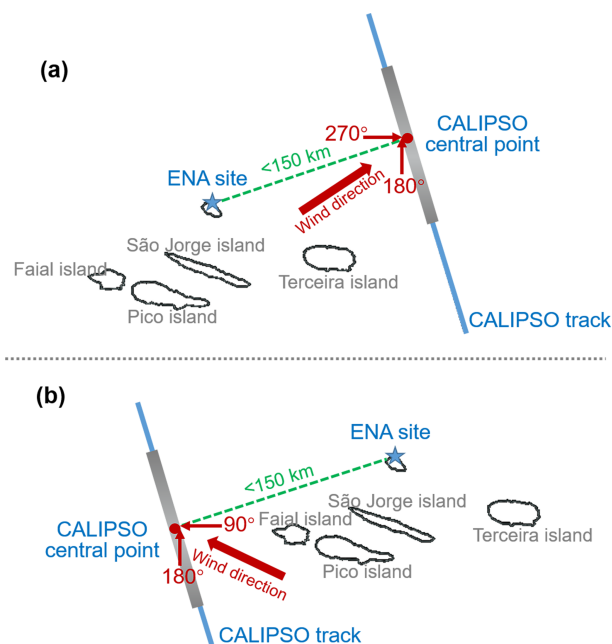 (a)
270°
CALIPSO
central point
<150 km
180°
ENA site
Wind direction
São Jorge island
Faial island
Terceira island
Pico island
CALIPSO track
(b)
ENA site
<150 km
São Jorge island
CALIPSO
central point
90°
Faial island
Terceira island
Wind direction
180°
Pico island
CALIPSO track